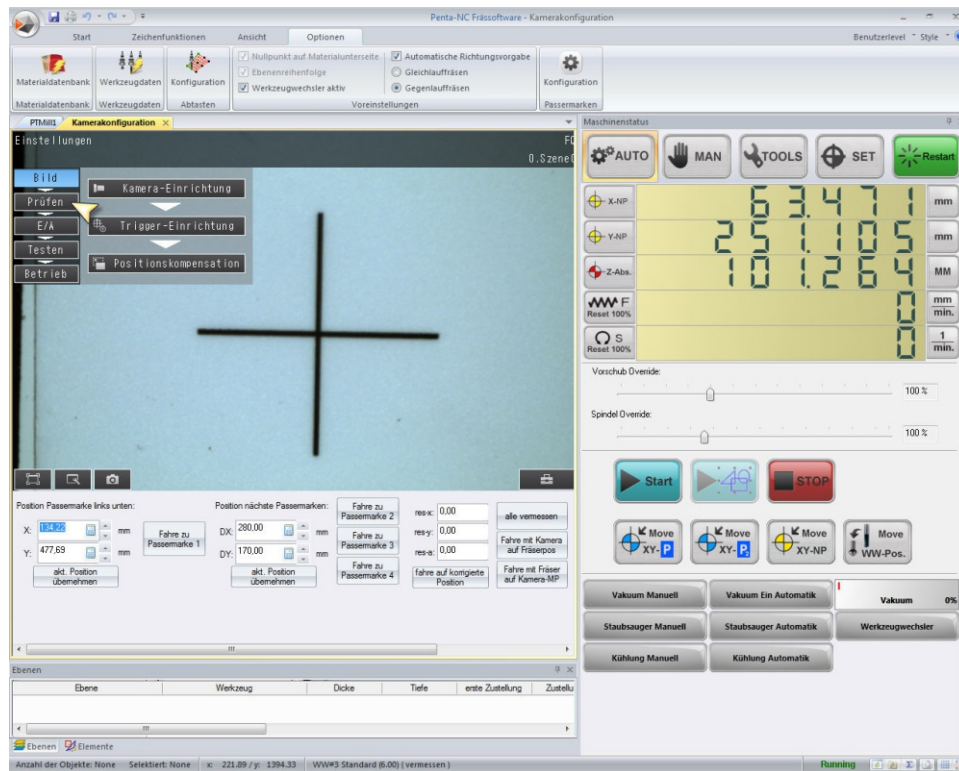 Penta-NC Frässoftware - Kamerakonfiguration
Start Zeichenfunktionen Ansicht Optionen
Benutzerlevel Style
Materialdatenbank
Werkzeugdaten
Konfiguration
Nullpunkt auf Materialunterseite
Ebenenreihenfolge
Werkzeugwechsler aktiv
Automatische Richtungsvorgabe
Gleichlauffräsen
Gegenlauffräsen
Konfiguration
Materialdatenbank Werkzeugdaten Abtasten Voreinstellungen Passermarken
PTMill1 Kamerakonfiguration
Einstellungen
0.Szene
Bild
Prüfen
E/A
Testen
Betrieb
Kamera-Einrichtung
Trigger-Einrichtung
Positionskompensation
Position Passermarke links unten:
X: 134,22 mm
Y: 477,69 mm
akt. Position
übernehmen
Fahre zu
Passermarke 1
Position nächste Passermarken:
DX: 280,00 mm
DY: 170,00 mm
akt. Position
übernehmen
Fahre zu
Passermarke 2
Fahre zu
Passermarke 3
Fahre zu
Passermarke 4
res-x: 0,00
res-y: 0,00
res-a: 0,00
fahre auf korrigierte
Position
alle vermessen
Fahre mit Kamera
auf Fräserpos
Fahre mit Fräser
auf Kamera-MP
Ebenen
Ebene Werkzeug Dicke Tiefe erste Zustellung Zustellu
Ebenen Elemente
Maschinenstatus
AUTO MAN TOOLS SET Restart
X-NP 63.471 mm
Y-NP 251.105 mm
Z-Abs. 101.264 MM
F
Reset 100%
0
mm
min.
S
Reset 100%
0
1
min.
Vorschub Override:
100 %
Spindel Override:
100 %
Start STOP
Move
XY-P
Move
XY-P
Move
XY-NP
Move
WW-Pos.
Vakuum Manuell Vakuum Ein Automatik Vakuum 0%
Staubsauger Manuell Staubsauger Automatik Werkzeugwechsler
Kühlung Manuell Kühlung Automatik
Anzahl der Objekte: None Selektiert: None x: 221.89 / y: 1394.33 WW#3 Standard (6.00) ( vermessen )
Running